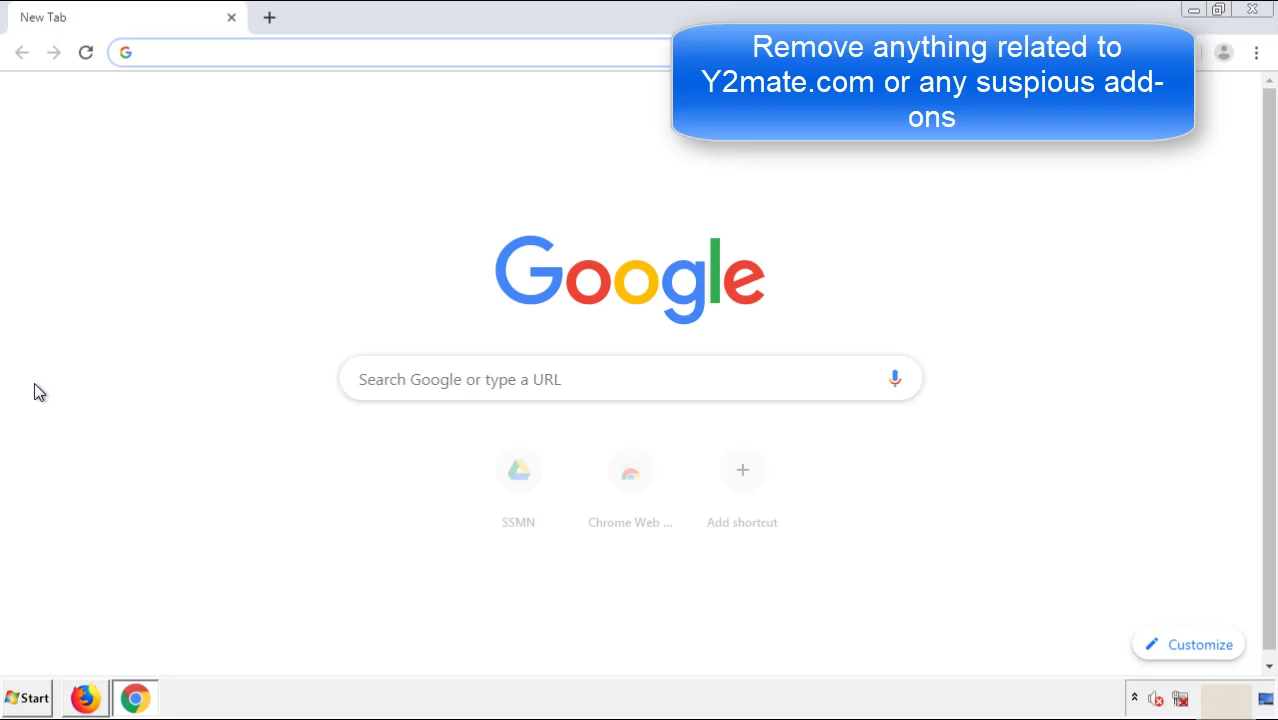 New Tab
Remove anything related to
Y2mate.com or any suspious add-
ons
Google
Search Google or type a URL
SSMN
Chrome Web ...
Add shortcut
Customize
Start